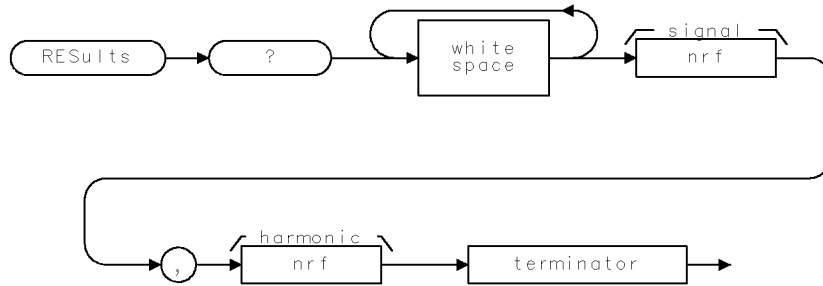 signal
RESults ? white space nrf
harmonic
, nrf terminator